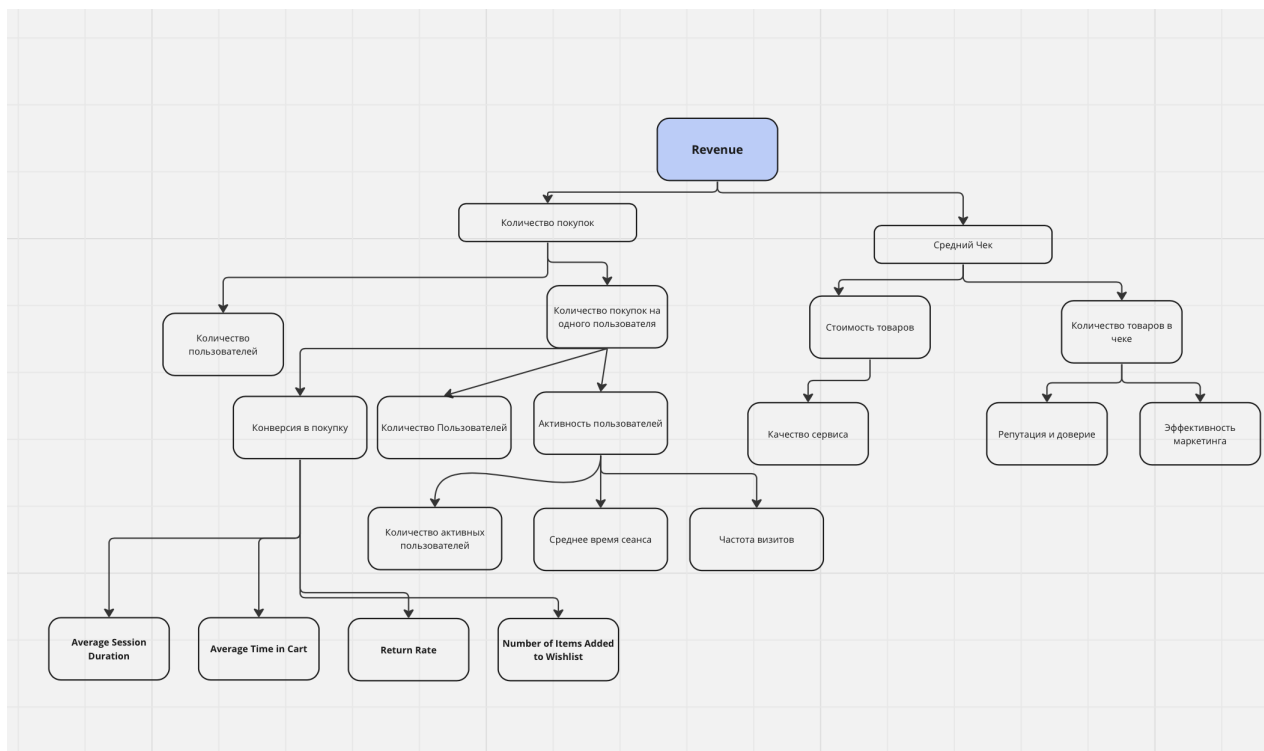 Revenue
Количество покупок
Средний Чек
Количество
пользователей
Количество покупок на
одного пользователя
Стоимость товаров
Количество товаров в
чеке
Конверсия в покупку
Количество Пользователей
Активность пользователей
Качество сервиса
Репутация и доверие
Эффективность
маркетинга
Количество активных
пользователей
Среднее время сеанса
Частота визитов
Average Session
Duration
Average Time in Cart
Return Rate
Number of Items Added
to Wishlist